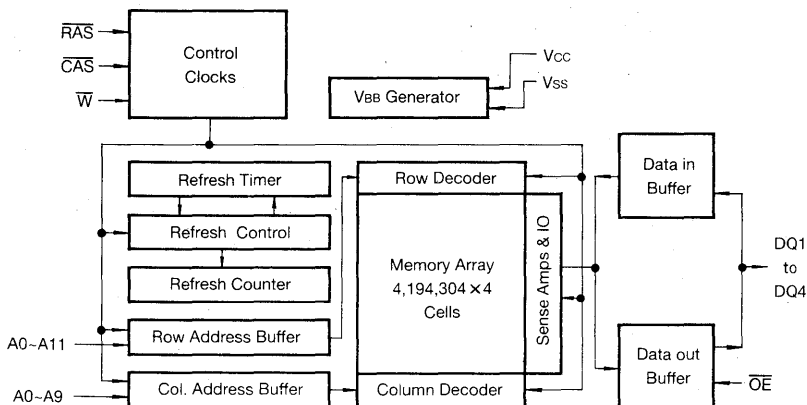 RAS
CAS
W
Control
Clocks
VBB Generator
Vcc
Vss
Refresh Timer
Refresh Control
Refresh Counter
Row Address Buffer
Col. Address Buffer
A0~A11
A0~A9
Row Decoder
Memory Array
4,194,304×4
Cells
Column Decoder
Sense Amps & IO
Data in
Buffer
Data out
Buffer
DQ1
to
DQ4
OE